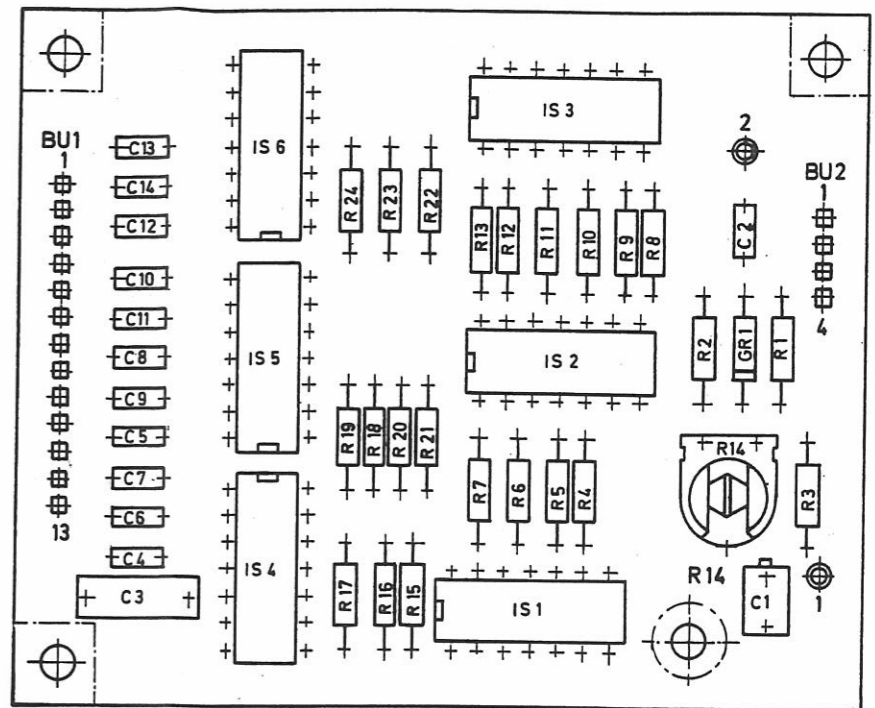 BU1
1
13
C13
C14
C12
C10
C11
C8
C9
C5
C7
C6
C4
C3
IS 6
IS 5
IS 4
R24
R23
R22
R19
R18
R20
R21
R17
R16
R15
IS 3
R13
R12
R11
R10
R9
R8
IS 2
R7
R6
R5
R4
IS 1
2
C2
BU2
1
4
R2
GR1
R1
R14
R3
R14
C1
1